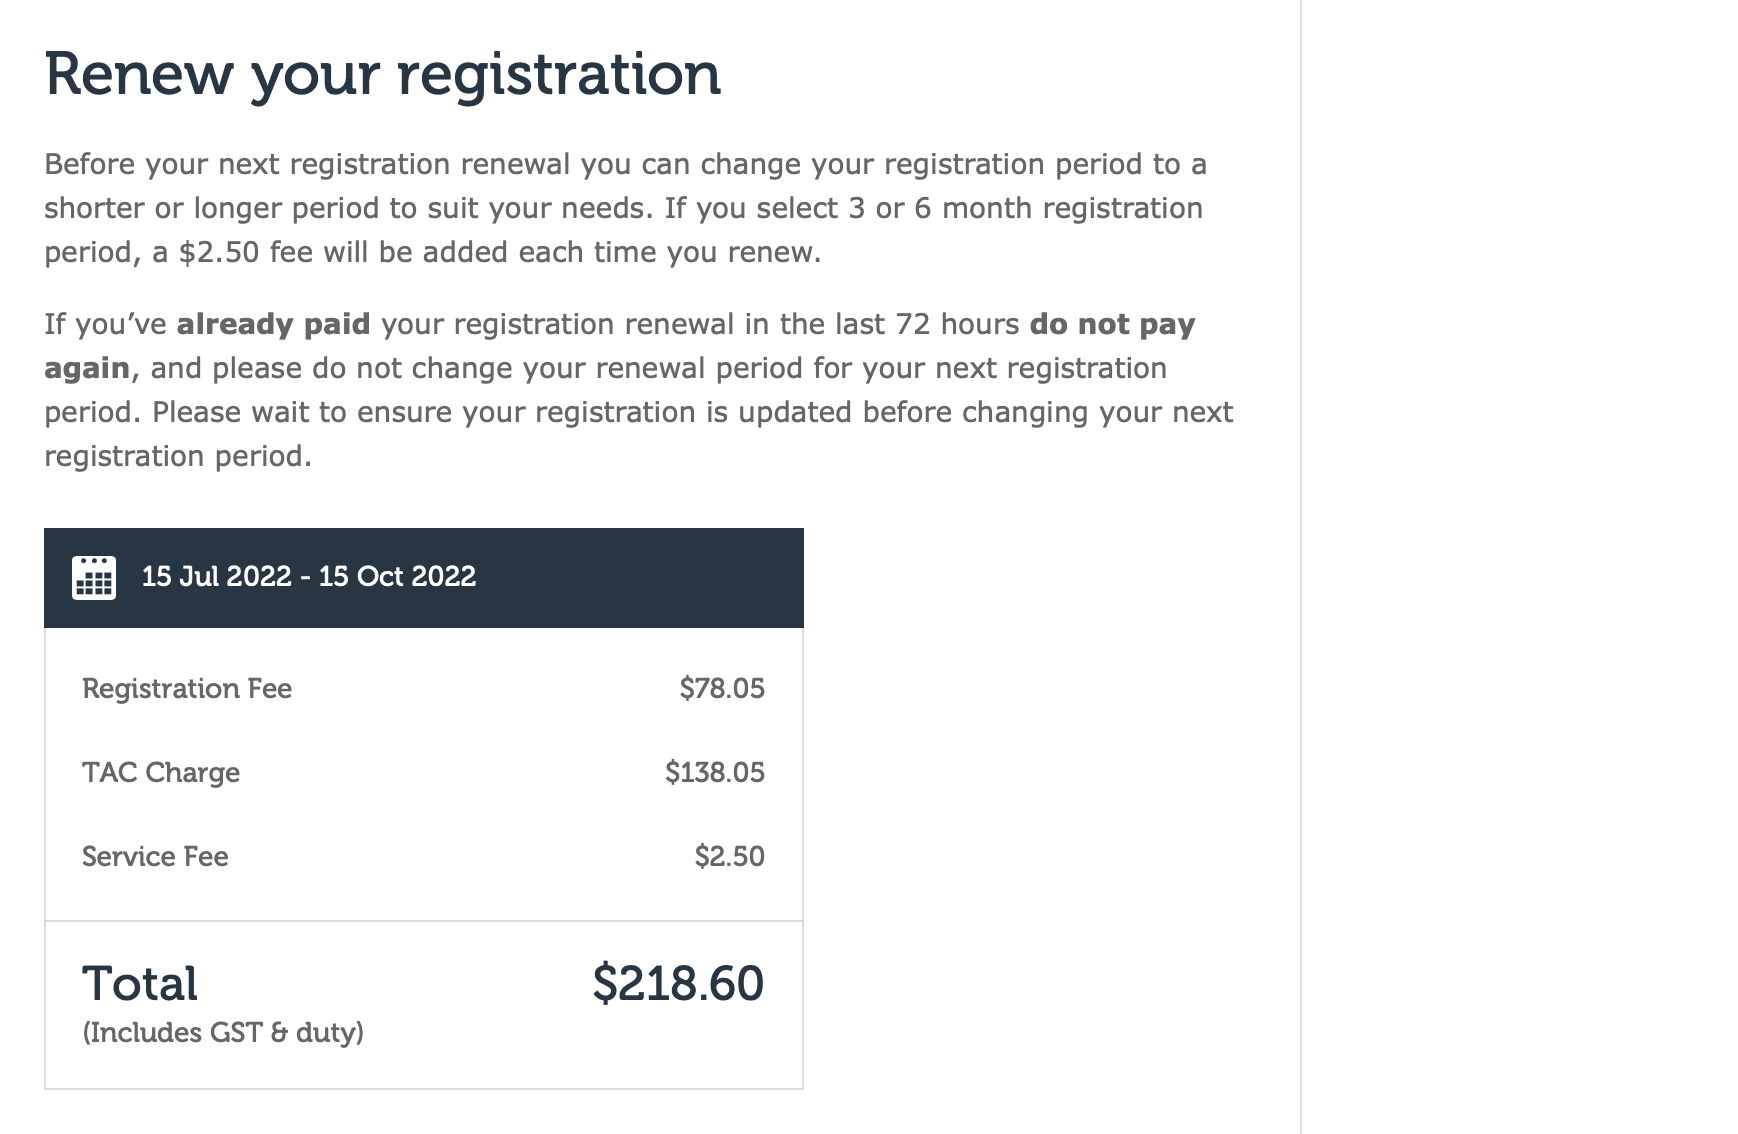 Renew your registration
Before your next registration renewal you can change your registration period to a
shorter or longer period to suit your needs. If you select 3 or 6 month registration
period, a $2.50 fee will be added each time you renew.
If you’ve already paid your registration renewal in the last 72 hours do not pay
again, and please do not change your renewal period for your next registration
period. Please wait to ensure your registration is updated before changing your next
registration period.
15 Jul 2022 - 15 Oct 2022
Registration Fee $78.05
TAC Charge $138.05
Service Fee $2.50
Total $218.60
(Includes GST & duty)